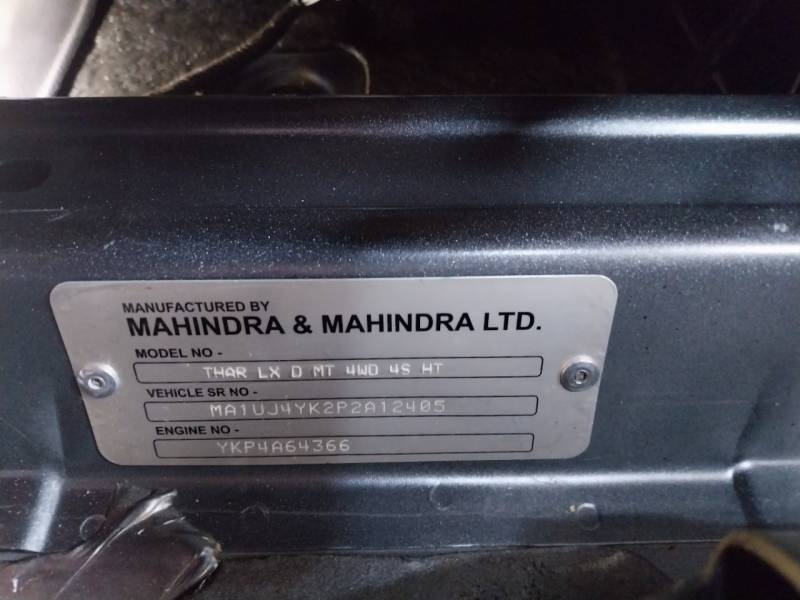 MANUFACTURED BY
MAHINDRA & MAHINDRA LTD.
MODEL NO -
THAR LX D MT 4WD 4S HT
VEHICLE SR NO -
MA1UJ4YK2P2A12405
ENGINE NO -
YKP4A64366